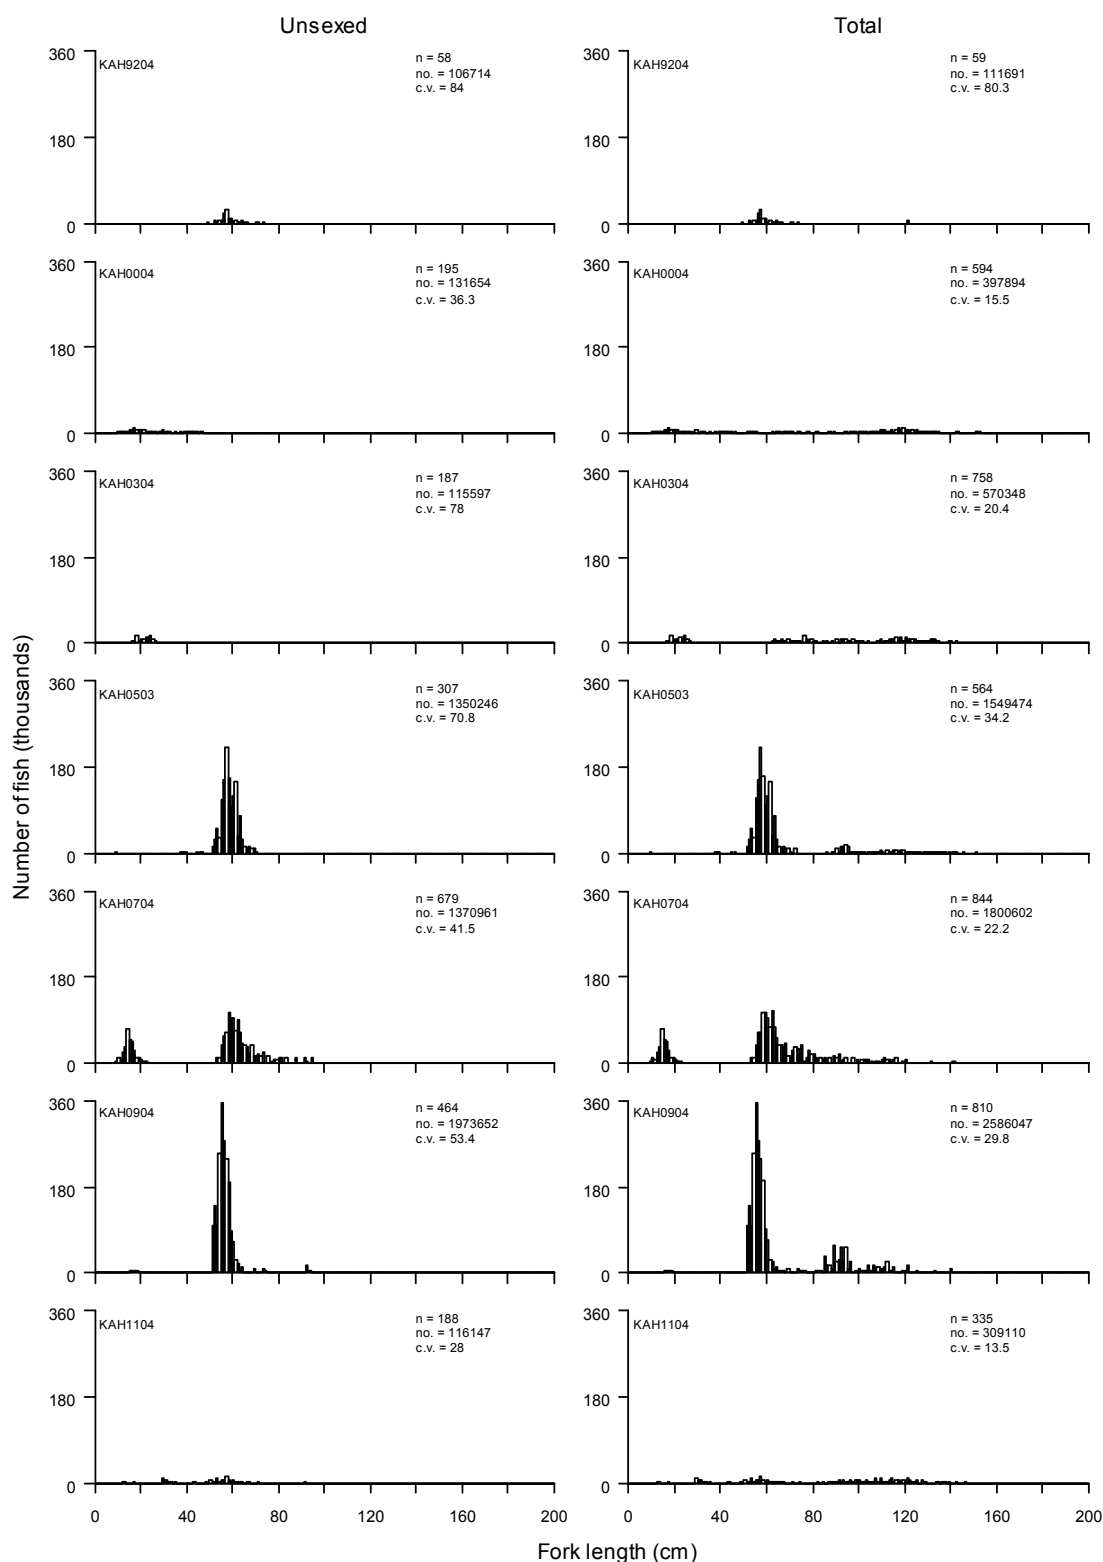 Unsexed
Total
360
KAH9204
n = 58
no. = 106714
c.v. = 84
180
0
360
KAH9204
n = 59
no. = 111691
c.v. = 80.3
180
0
360
KAH0004
n = 195
no. = 131654
c.v. = 36.3
180
0
360
KAH0004
n = 594
no. = 397894
c.v. = 15.5
180
0
360
KAH0304
n = 187
no. = 115597
c.v. = 78
180
0
360
KAH0304
n = 758
no. = 570348
c.v. = 20.4
180
0
Number of fish (thousands)
360
KAH0503
n = 307
no. = 1350246
c.v. = 70.8
180
0
360
KAH0503
n = 564
no. = 1549474
c.v. = 34.2
180
0
360
KAH0704
n = 679
no. = 1370961
c.v. = 41.5
180
0
360
KAH0704
n = 844
no. = 1800602
c.v. = 22.2
180
0
360
KAH0904
n = 464
no. = 1973652
c.v. = 53.4
180
0
360
KAH0904
n = 810
no. = 2586047
c.v. = 29.8
180
0
360
KAH1104
n = 188
no. = 116147
c.v. = 28
180
0
360
KAH1104
n = 335
no. = 309110
c.v. = 13.5
180
0
0 40 80 120 160 200
0 40 80 120 160 200
Fork length (cm)